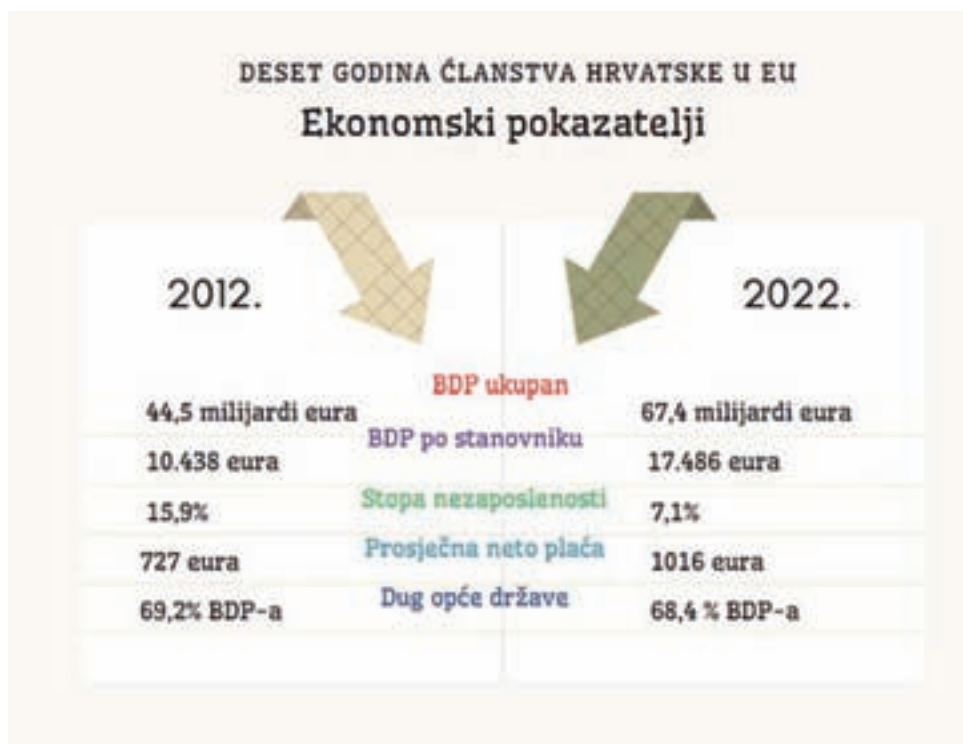 DESET GODINA ĆLANSTVA HRVATSKE U EU
Ekonomski pokazatelji
2012.
2022.
BDP ukupan
44,5 milijardi eura
67,4 milijardi eura
BDP po stanovniku
10.438 eura
17.486 eura
Stopa nezaposlenosti
15,9%
7,1%
Prosječna neto plaća
727 eura
1016 eura
Dug opće države
69,2% BDP-a
68,4 % BDP-a